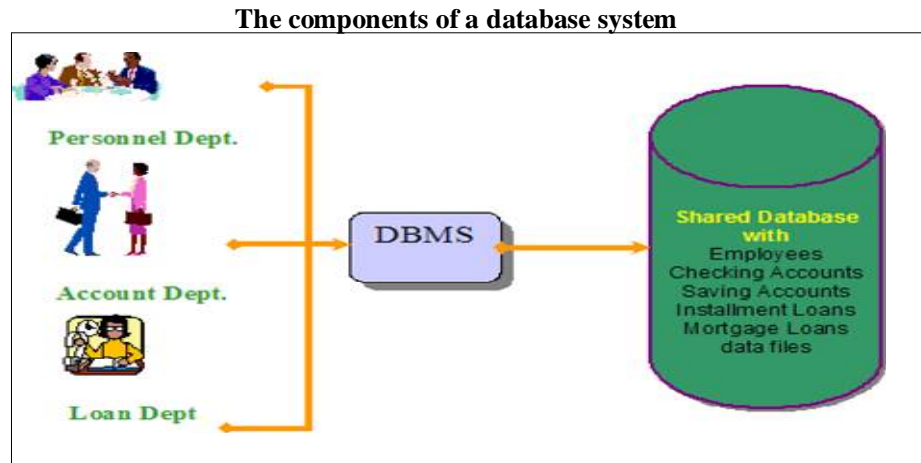 The components of a database system
Personnel Dept.
Account Dept.
Loan Dept
DBMS
Shared Database
with
Employees
Checking Accounts
Saving Accounts
Installment Loans
Mortgage Loans
data files